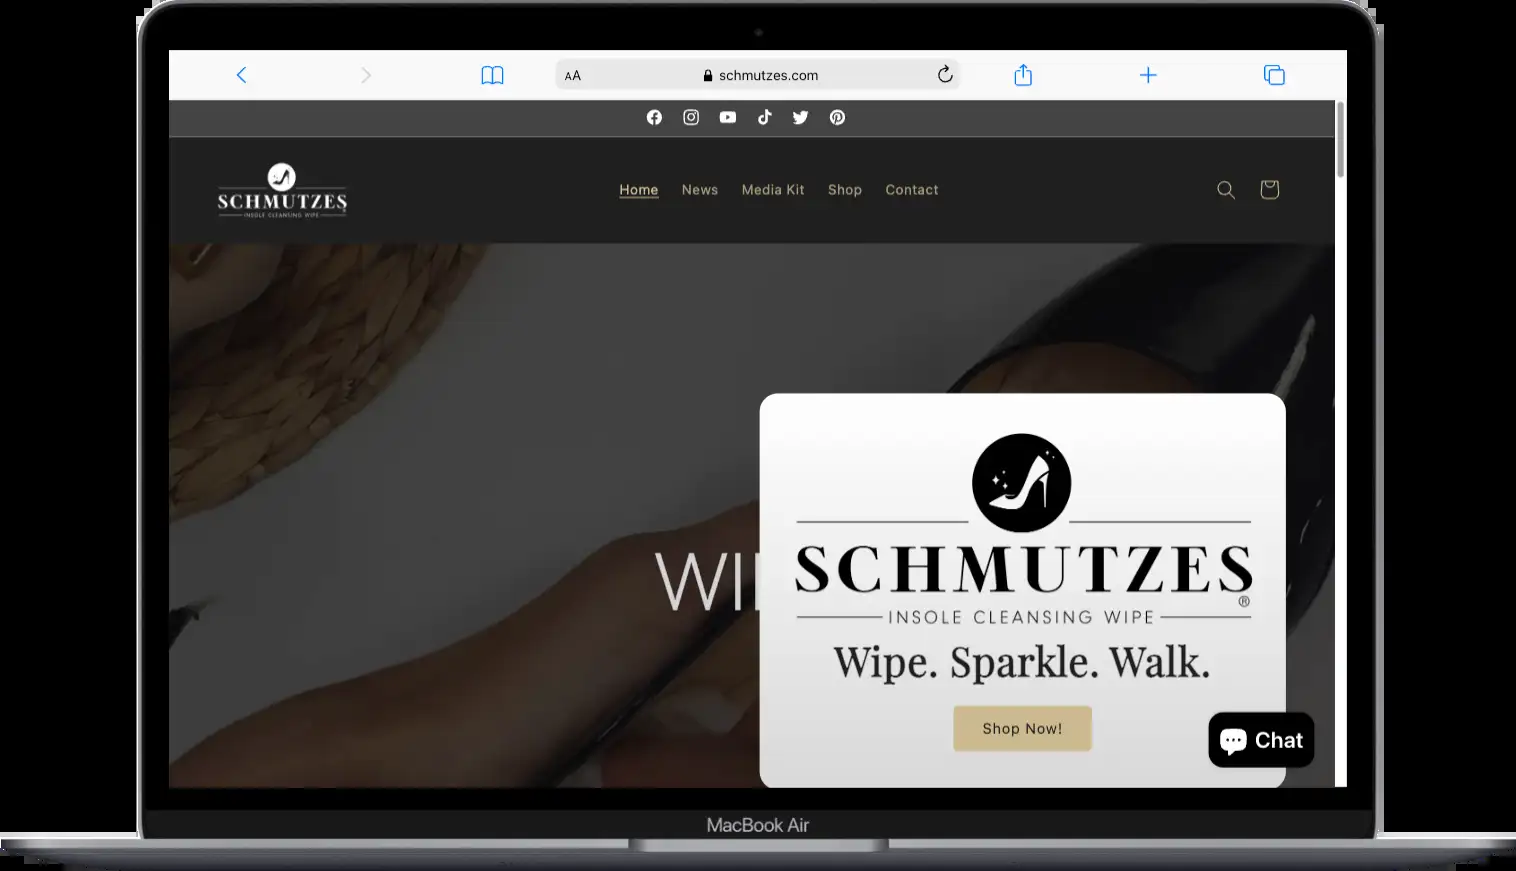 AA schmutzes.com
SCHMUTZES
INSOLE CLEANSING WIPE
Home News Media Kit Shop Contact
WI
SCHMUTZES®
INSOLE CLEANSING WIPE
Wipe. Sparkle. Walk.
Shop Now!
Chat
MacBook Air